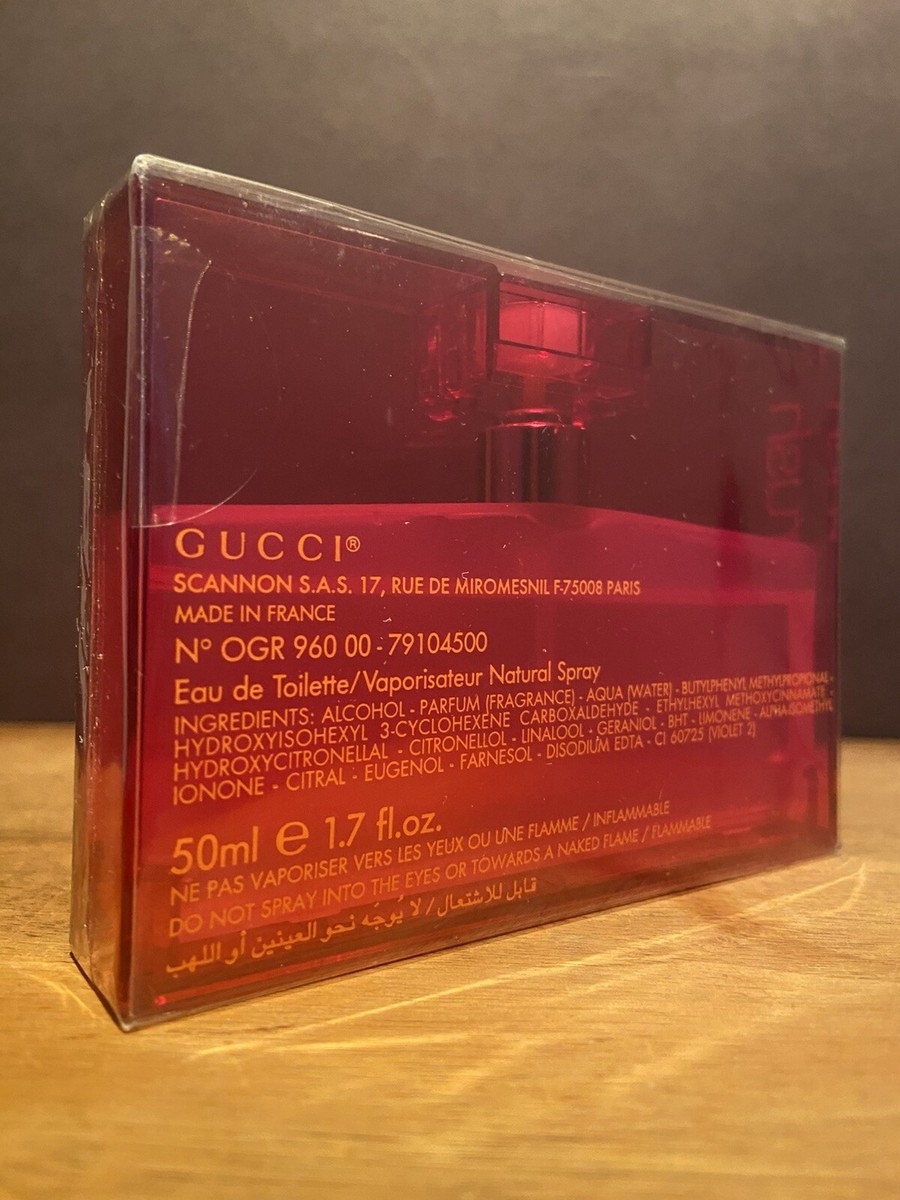 GUCCI®
SCANNON S.A.S. 17, RUE DE MIROMESNIL F-75008 PARIS
MADE IN FRANCE
N° OGR 960 00 - 79104500
Eau de Toilette/Vaporisateur Natural Spray
INGREDIENTS: ALCOHOL - PARFUM (FRAGRANCE) - AQUA (WATER) - BUTYLPHENYL METHYLPROPIONAL -
HYDROXYISOHEXYL 3-CYCLOHEXENE CARBOXALDEHYDE - ETHYLHEXYL METHOXYCINNAMATE -
HYDROXYCITRONELLAL - CITRONELLOL - LINALOOL - GERANIOL - BHT - LIMONENE - ALPHA-ISOMETHYL
IONONE - CITRAL - EUGENOL - FARNESOL - DISODIUM EDTA - CI 60725 (VIOLET 2)
50ml e 1.7 fl.oz.
NE PAS VAPORISER VERS LES YEUX OU UNE FLAMME / INFLAMMABLE
DO NOT SPRAY INTO THE EYES OR TOWARDS A NAKED FLAME / FLAMMABLE
قابل للاشتعال / لا يُوجّه نحو العينين أو اللهب